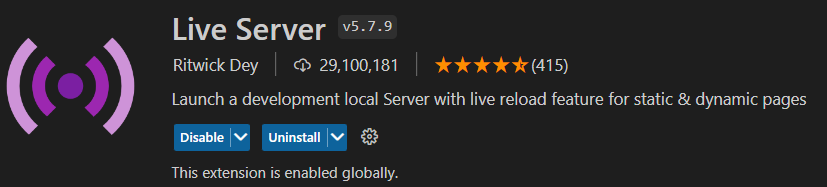 Live Server v5.7.9
Ritwick Dey 29,100,181 (415)
Launch a development local Server with live reload feature for static & dynamic pages
Disable Uninstall
This extension is enabled globally.